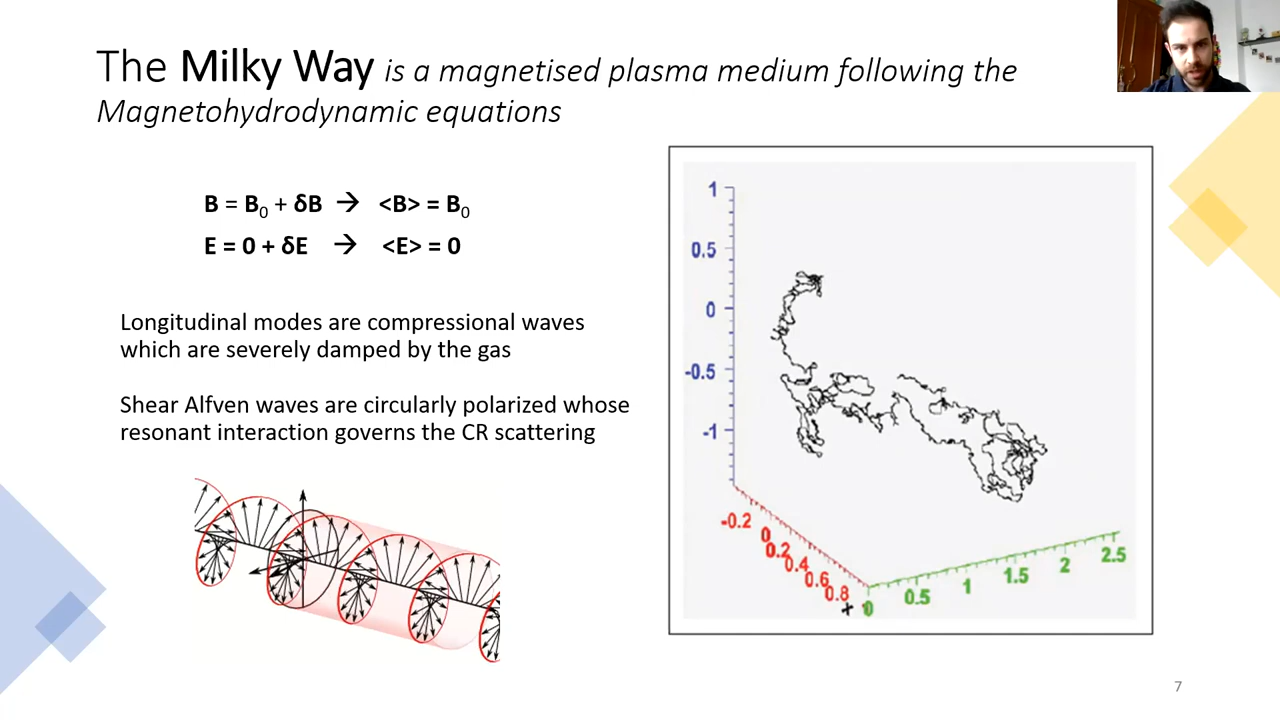 The Milky Way is a magnetised plasma medium following the
Magnetohydrodynamic equations
B = B₀ + δB → <B> = B₀
E = 0 + δE → <E> = 0
Longitudinal modes are compressional waves
which are severely damped by the gas
Shear Alfven waves are circularly polarized whose
resonant interaction governs the CR scattering
1
0.5
0
-0.5
-1
-0.2
0
0.2
0.4
0.6
0.8
0
0.5
1
1.5
2
2.5
7